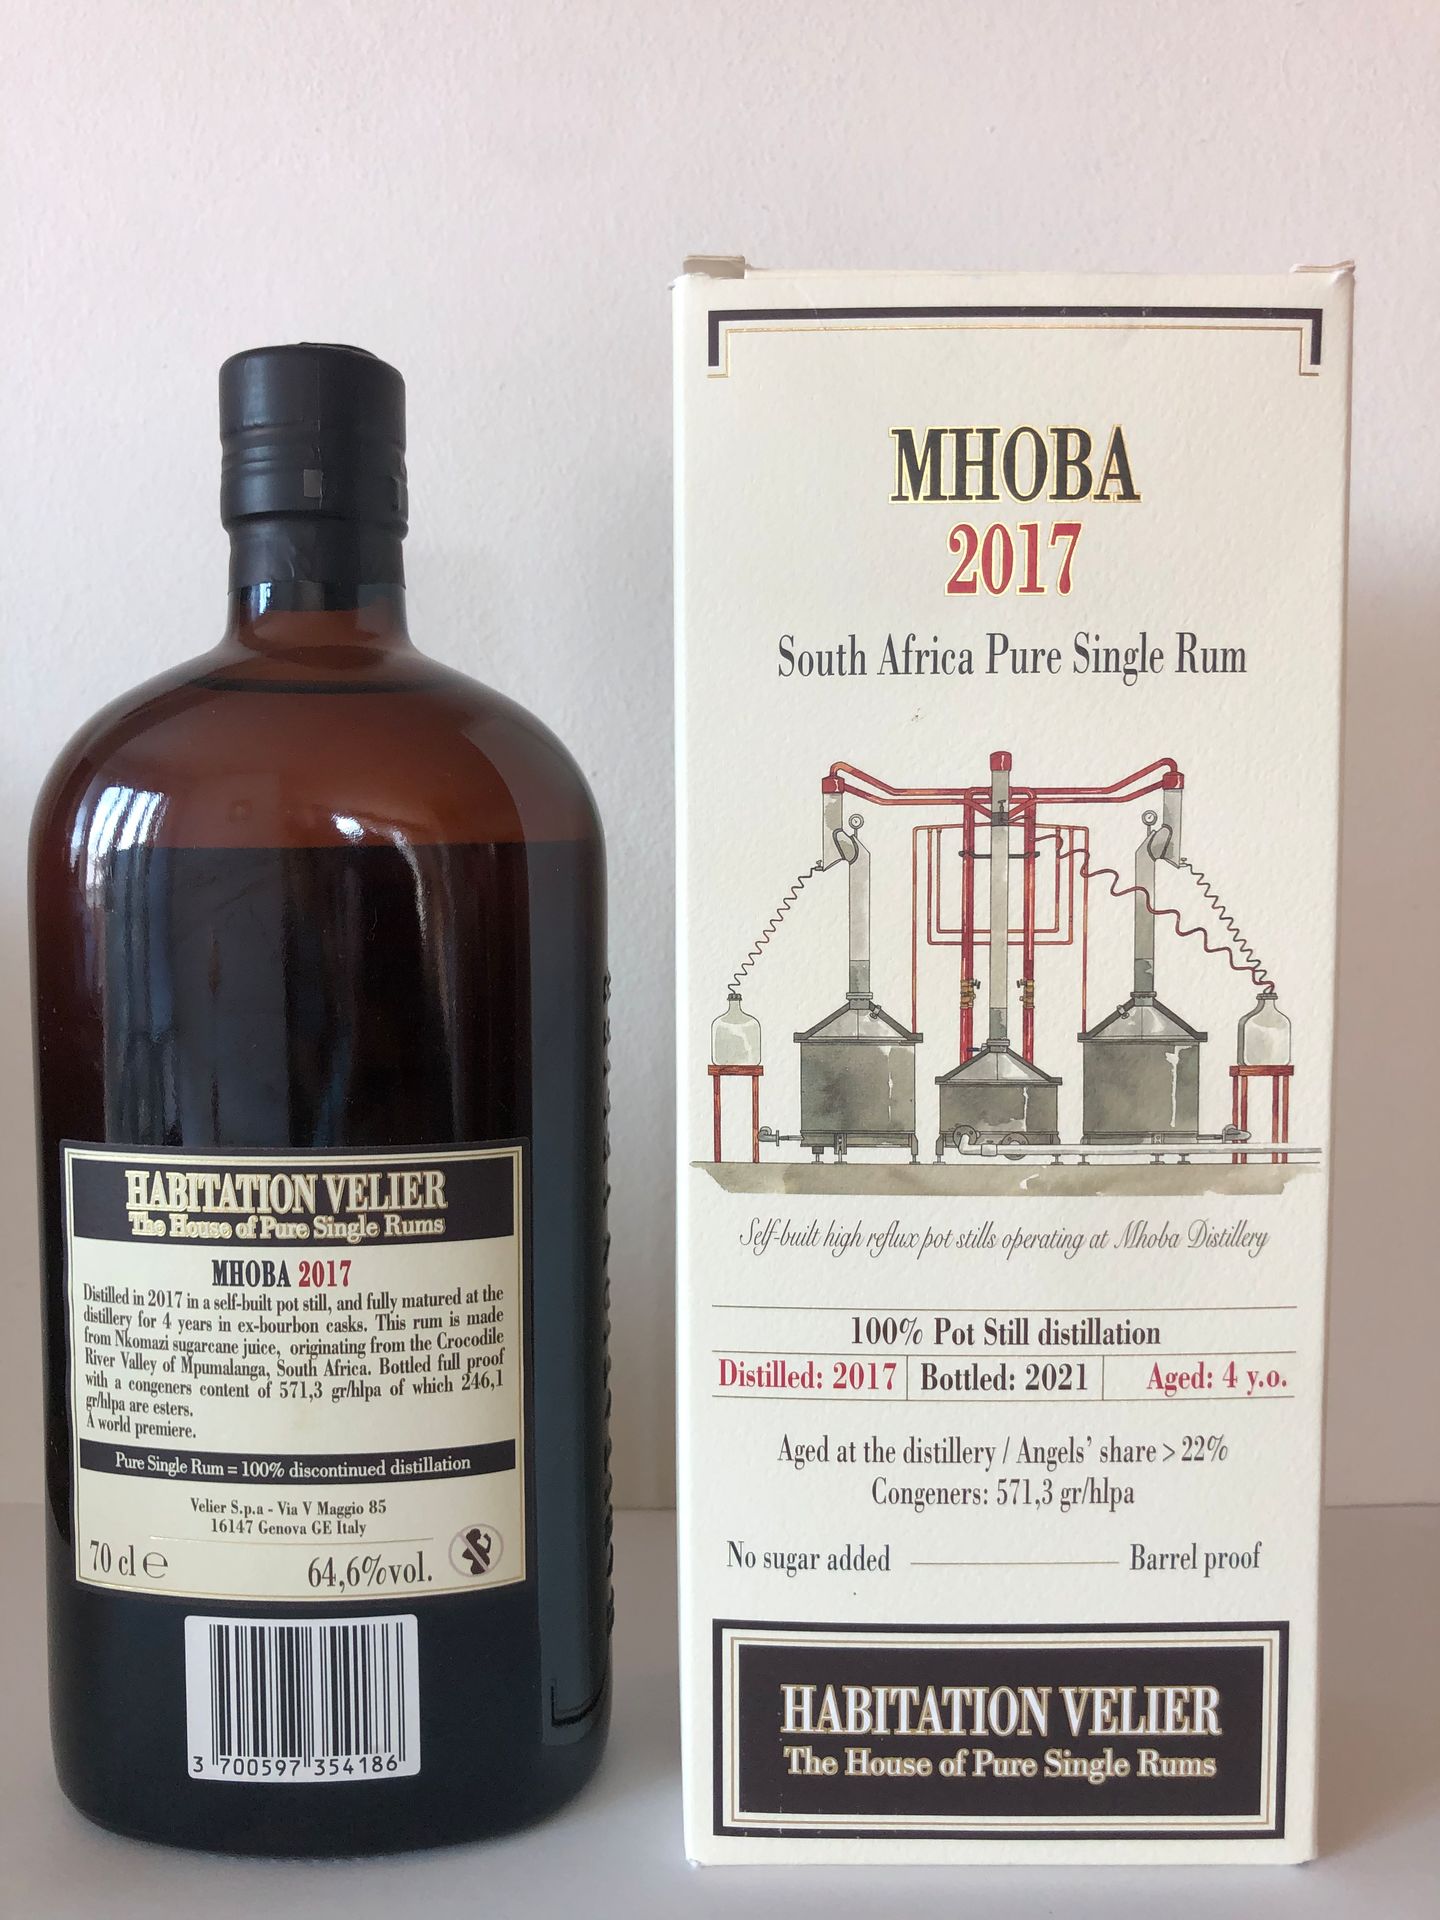 HABITATION VELIER
The House of Pure Single Rums
MHOBA 2017
Distilled in 2017 in a self-built pot still, and fully matured at the
distillery for 4 years in ex-bourbon casks. This rum is made
from Nkomazi sugarcane juice, originating from the Crocodile
River Valley of Mpumalanga, South Africa. Bottled full proof
with a congeners content of 571,3 gr/hlpa of which 246,1
gr/hlpa are esters.
A world premiere.
Pure Single Rum = 100% discontinued distillation
Velier S.p.a - Via V Maggio 85
16147 Genova GE Italy
70 cl ℮ 64,6%vol.
3 700597 354186
MHOBA
2017
South Africa Pure Single Rum
Self-built high reflux pot stills operating at Mhoba Distillery
100% Pot Still distillation
Distilled: 2017 Bottled: 2021 Aged: 4 y.o.
Aged at the distillery / Angels' share > 22%
Congeners: 571,3 gr/hlpa
No sugar added Barrel proof
HABITATION VELIER
The House of Pure Single Rums